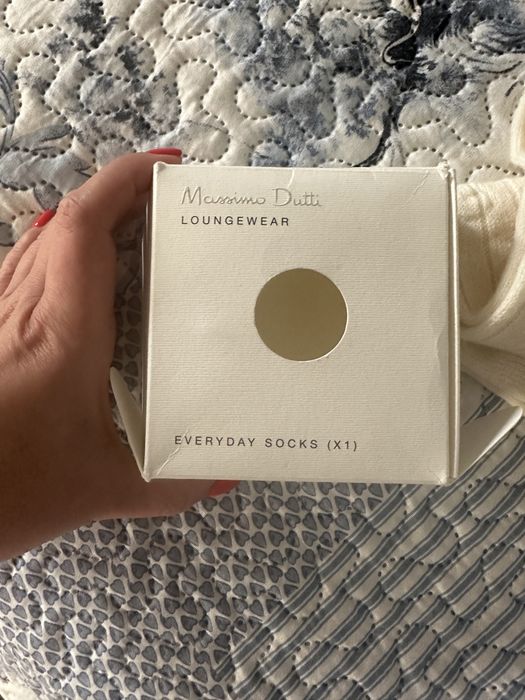 Massimo Dutti
LOUNGEWEAR
EVERYDAY SOCKS (X1)